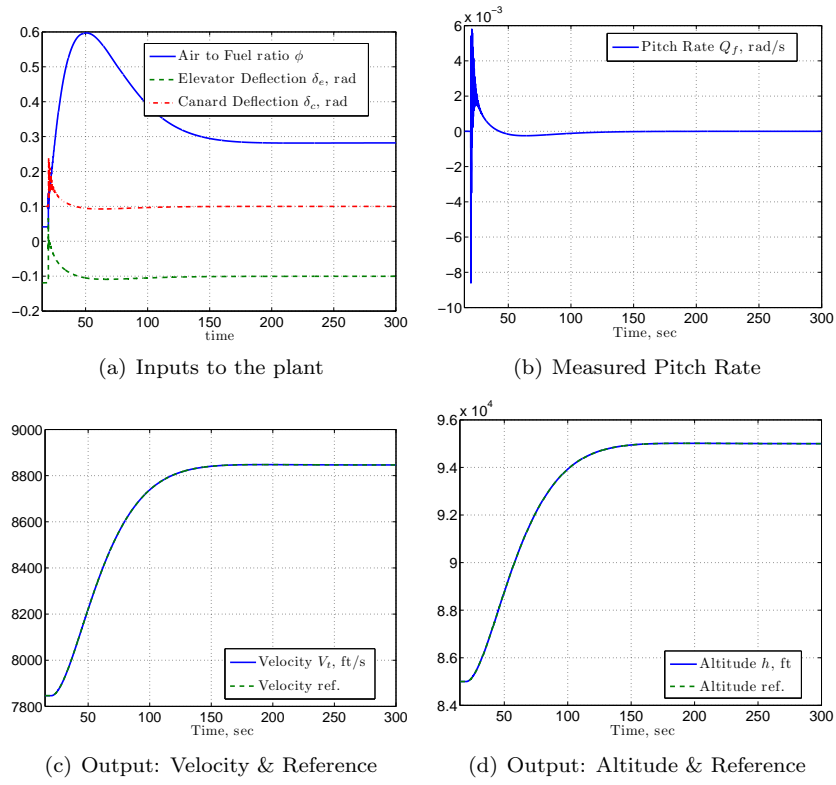 0.6
0.5
0.4
0.3
0.2
0.1
0
−0.1
−0.2
50 100 150 200 250 300
time
Air to Fuel ratio ϕ
Elevator Deflection δe, rad
Canard Deflection δc, rad
(a) Inputs to the plant
x 10−3
6
4
2
0
−2
−4
−6
−8
−10
50 100 150 200 250 300
Time, sec
Pitch Rate Qf, rad/s
(b) Measured Pitch Rate
9000
8800
8600
8400
8200
8000
7800
50 100 150 200 250 300
Time, sec
Velocity Vt, ft/s
Velocity ref.
(c) Output: Velocity & Reference
x 10^4
9.6
9.4
9.2
9
8.8
8.6
8.4
50 100 150 200 250 300
Time, sec
Altitude h, ft
Altitude ref.
(d) Output: Altitude & Reference